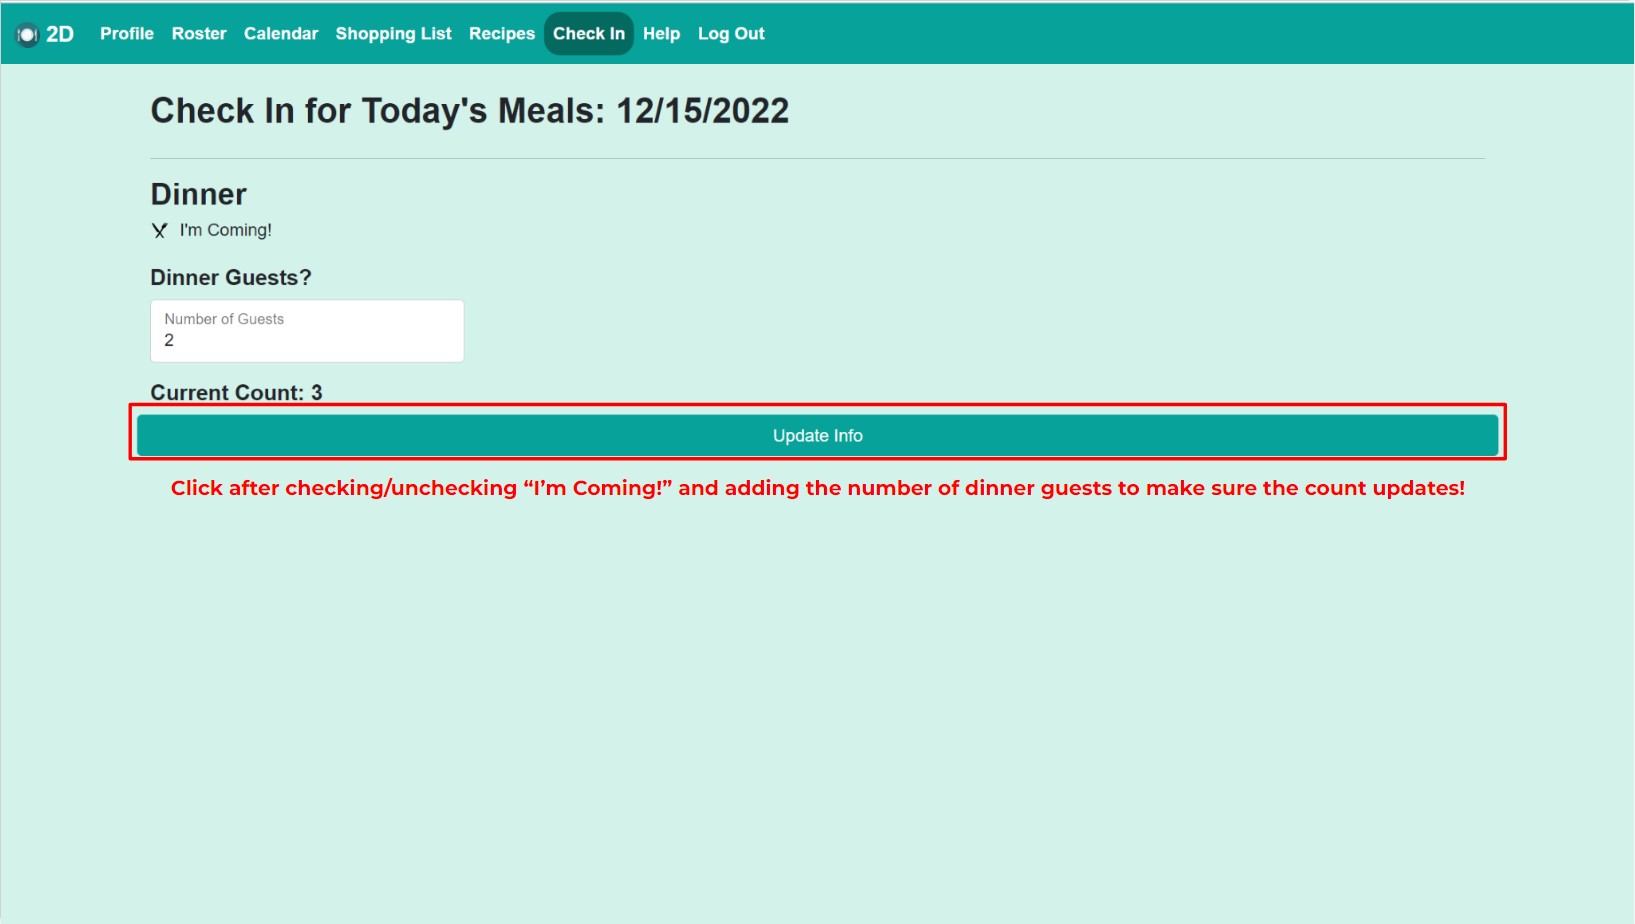 2D Profile Roster Calendar Shopping List Recipes Check In Help Log Out
Check In for Today's Meals: 12/15/2022
Dinner
I'm Coming!
Dinner Guests?
Number of Guests
2
Current Count: 3
Update Info
Click after checking/unchecking “I’m Coming!” and adding the number of dinner guests to make sure the count updates!